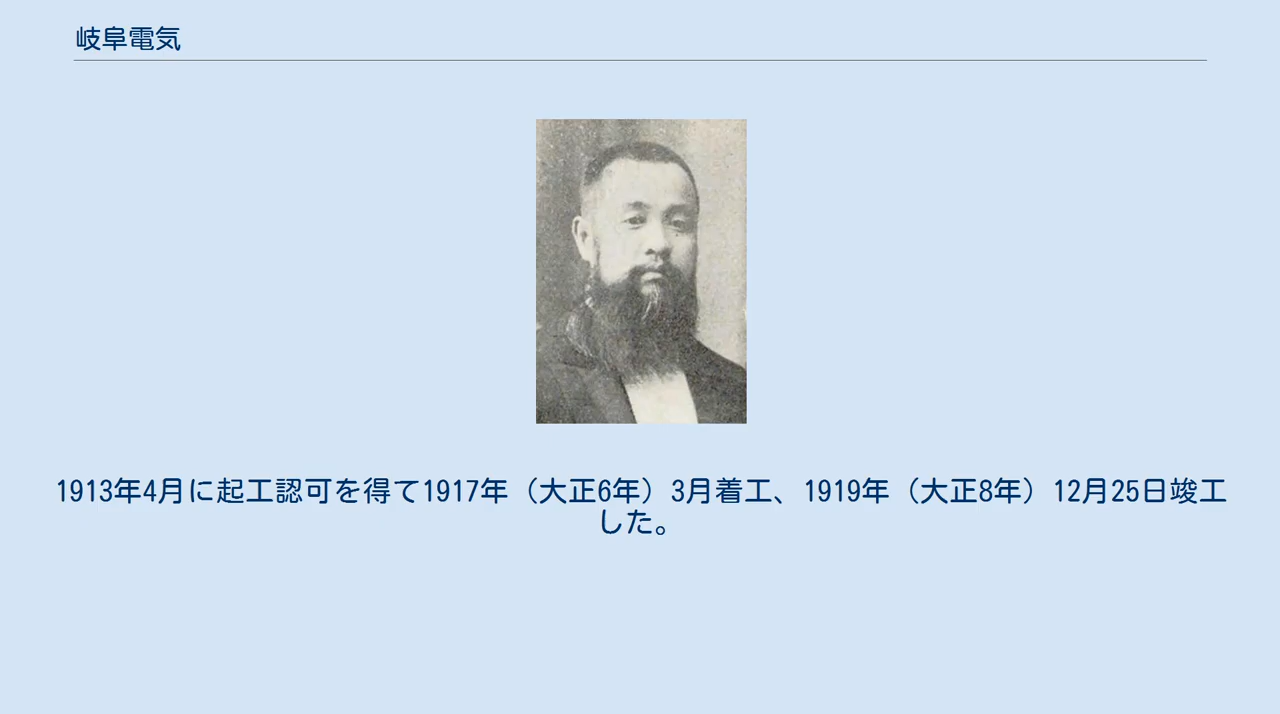 岐阜電気
1913年4月に起工認可を得て1917年（大正6年）3月着工、1919年（大正8年）12月25日竣工
した。